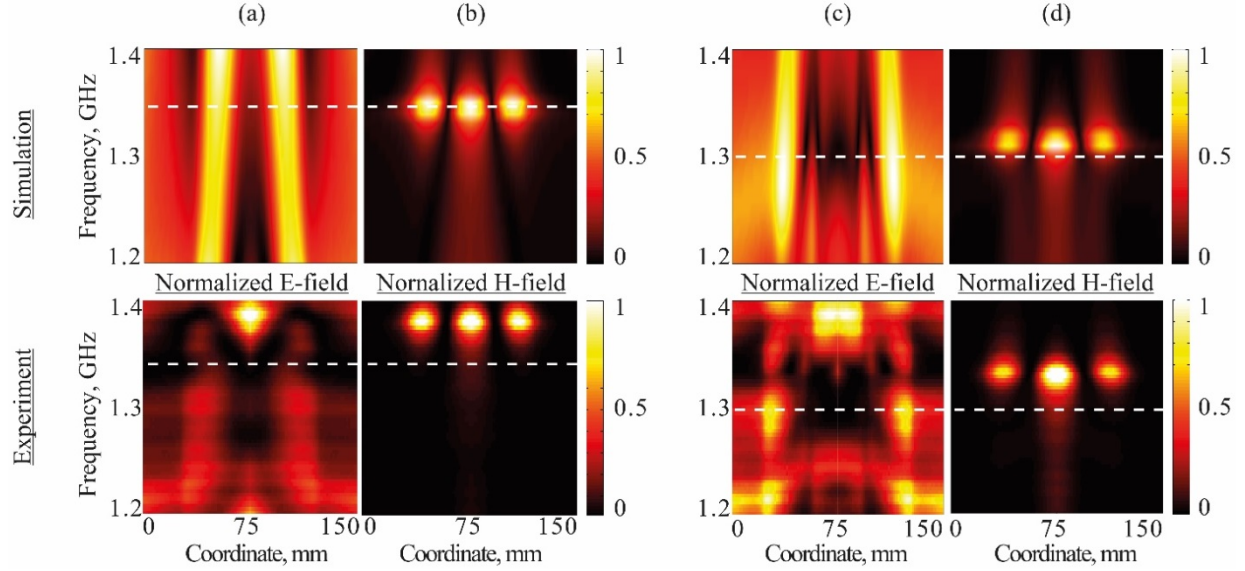 (a) (b) (c) (d)
Simulation
Frequency, GHz
1.4 1.3 1.2
1 0.5 0
1.4 1.3 1.2
1 0.5 0
Normalized E-field Normalized H-field Normalized E-field Normalized H-field
Experiment
Frequency, GHz
1.4 1.3 1.2
1 0.5 0
1.4 1.3 1.2
1 0.5 0
0 75 150 0 75 150 0 75 150 0 75 150
Coordinate, mm Coordinate, mm Coordinate, mm Coordinate, mm